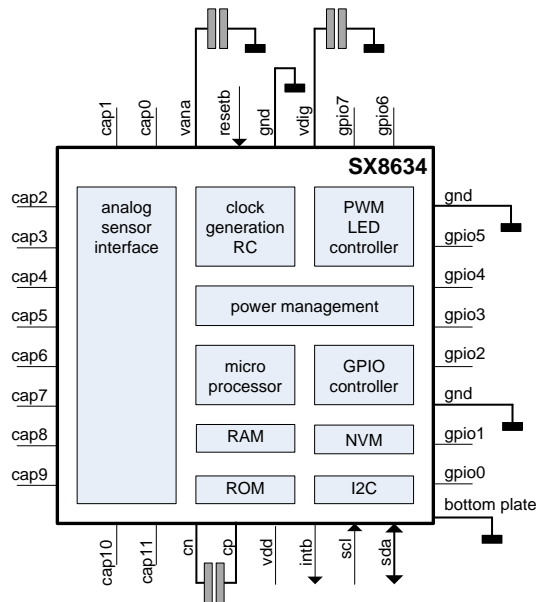 cap1
cap0
vana
resetb
gnd
vdig
gpio7
gpio6
SX8634
cap2
cap3
cap4
cap5
cap6
cap7
cap8
cap9
analog
sensor
interface
clock
generation
RC
PWM
LED
controller
power management
micro
processor
GPIO
controller
RAM
NVM
ROM
I2C
gnd
gpio5
gpio4
gpio3
gpio2
gnd
gpio1
gpio0
bottom plate
cap10
cap11
cn
cp
vdd
intb
scl
sda